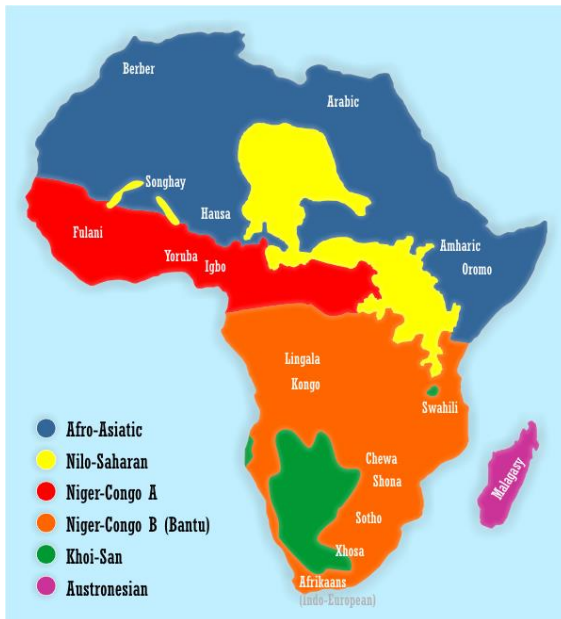 Berber
Arabic
Songhay
Hausa
Fulani
Yoruba
Igbo
Amharic
Oromo
Lingala
Kongo
Swahili
Chewa
Shona
Malagasy
Sotho
Xhosa
Afrikaans
(Indo-European)
Afro-Asiatic
Nilo-Saharan
Niger-Congo A
Niger-Congo B (Bantu)
Khoi-San
Austronesian